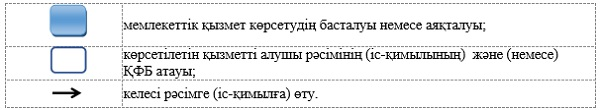 мемлекеттік қызмет көрсетудің басталуы немесе аяқталуы;
көрсетілетін қызметті алушы рәсімінің (іс-қимылының) және (немесе)
ҚФБ атауы;
келесі рәсімге (іс-қимылға) өту.